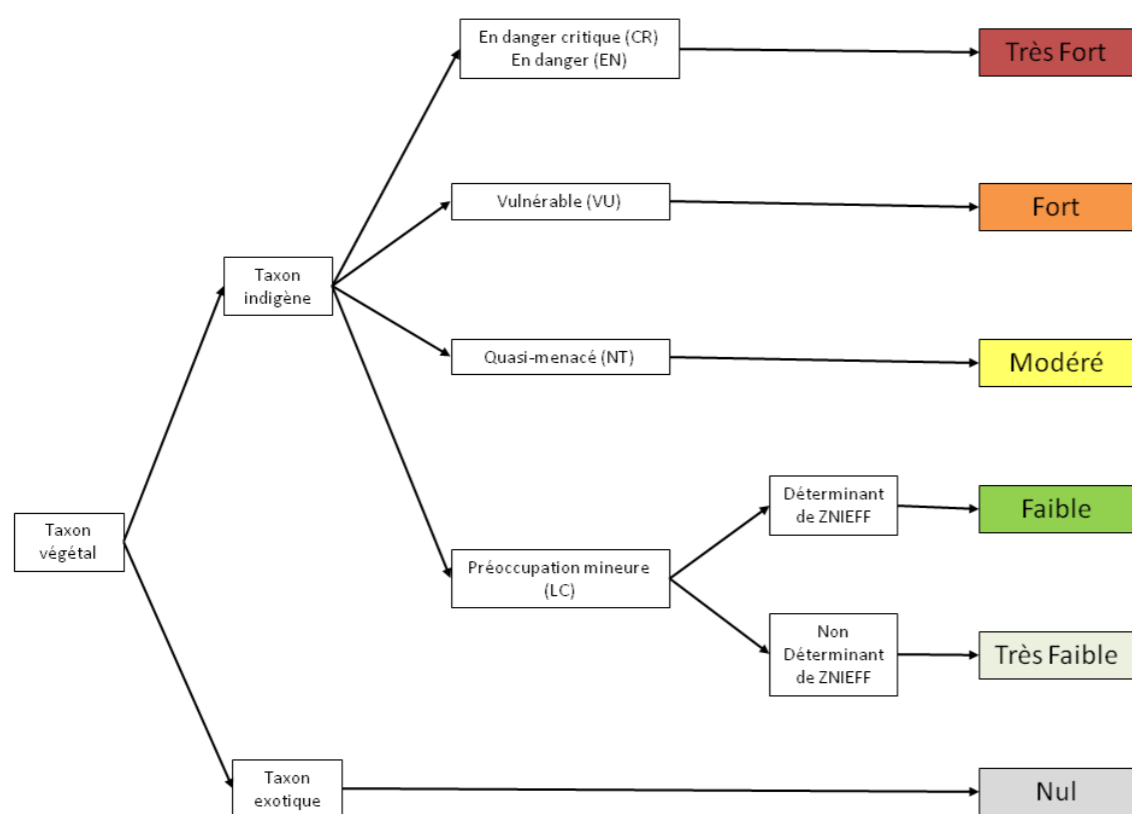 En danger critique (CR)
En danger (EN)
Très Fort
Vulnérable (VU)
Fort
Taxon
indigène
Quasi-menacé (NT)
Modéré
Déterminant
de ZNIEFF
Faible
Taxon
végétal
Préoccupation mineure
(LC)
Non
Déterminant
de ZNIEFF
Très Faible
Taxon
exotique
Nul